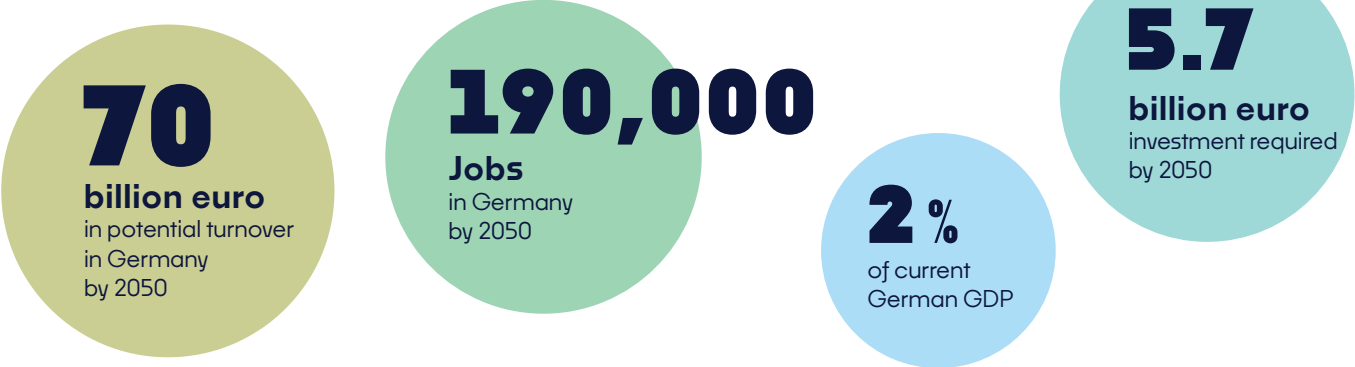 70
billion euro
in potential turnover
in Germany
by 2050
190,000
Jobs
in Germany
by 2050
2 %
of current
German GDP
5.7
billion euro
investment required
by 2050